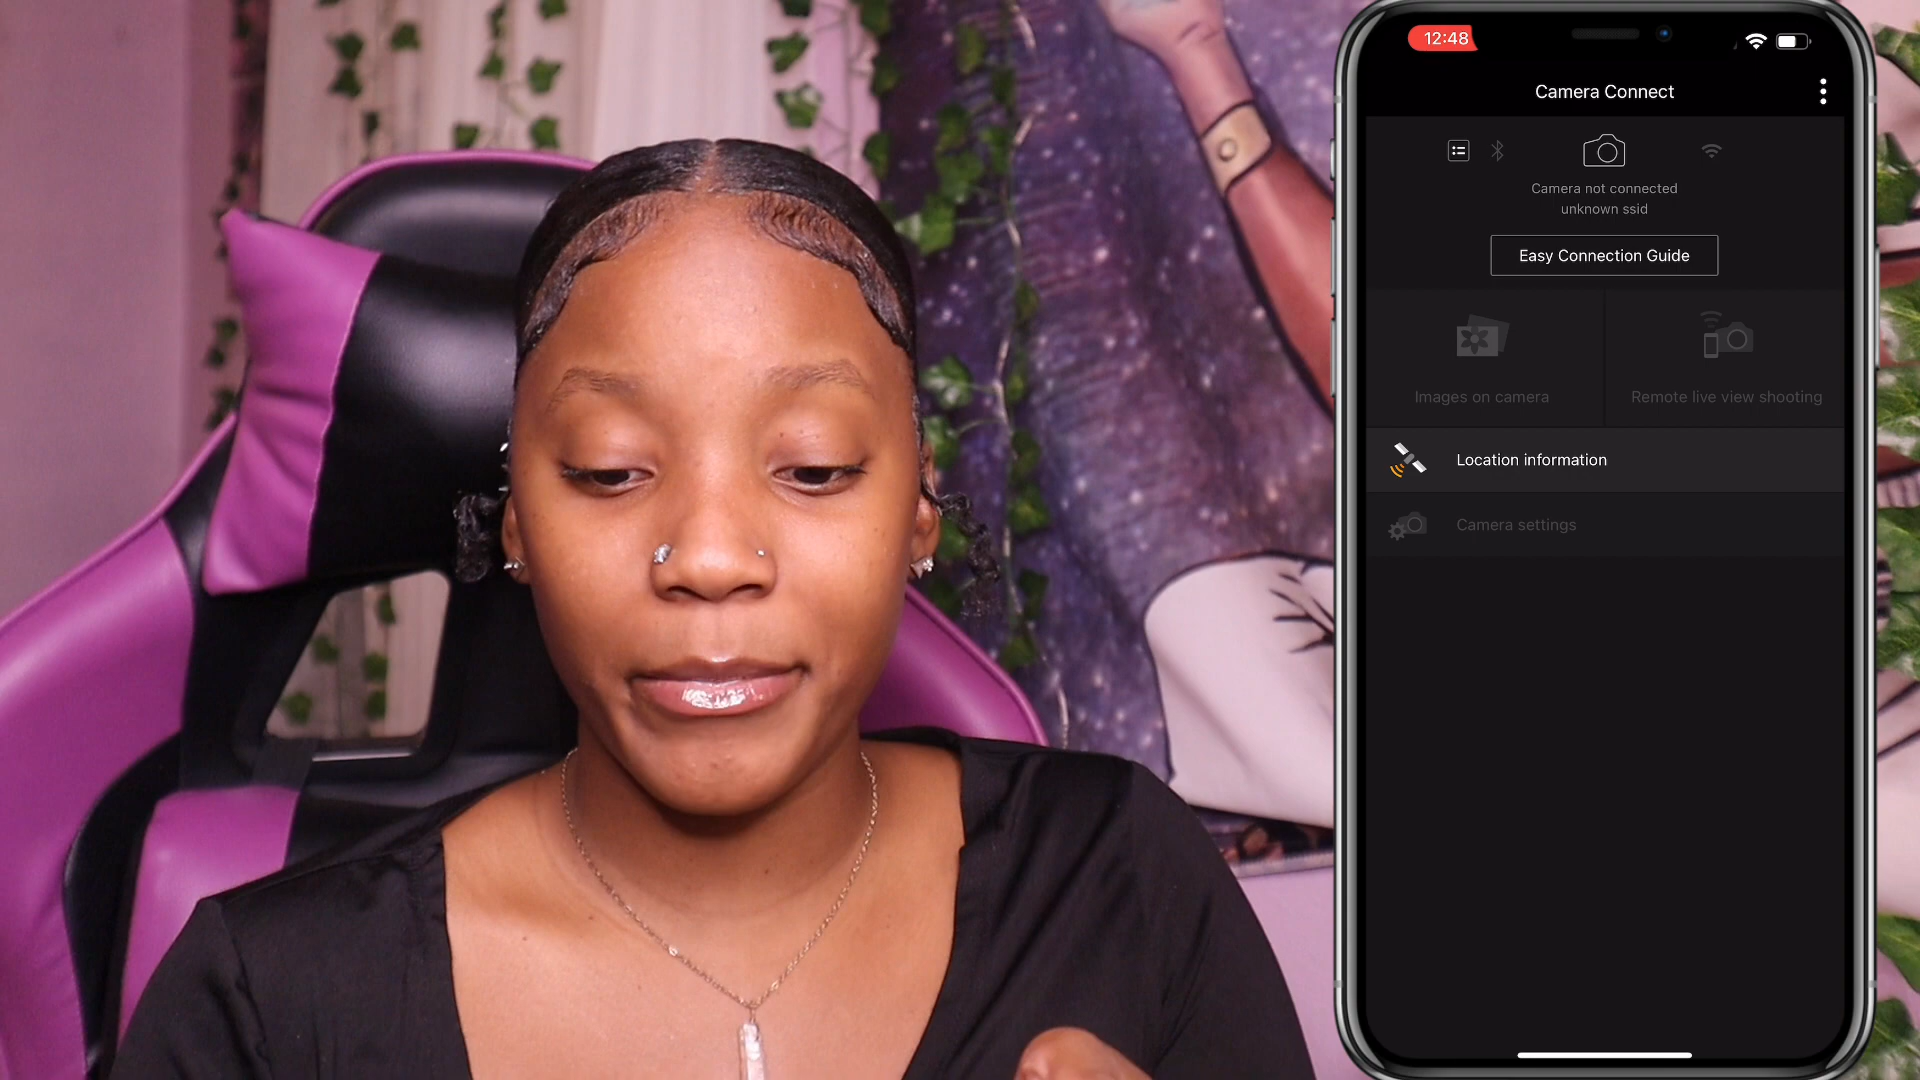 12:48
Camera Connect
Camera not connected
unknown ssid
Easy Connection Guide
Images on camera
Remote live view shooting
Location information
Camera settings